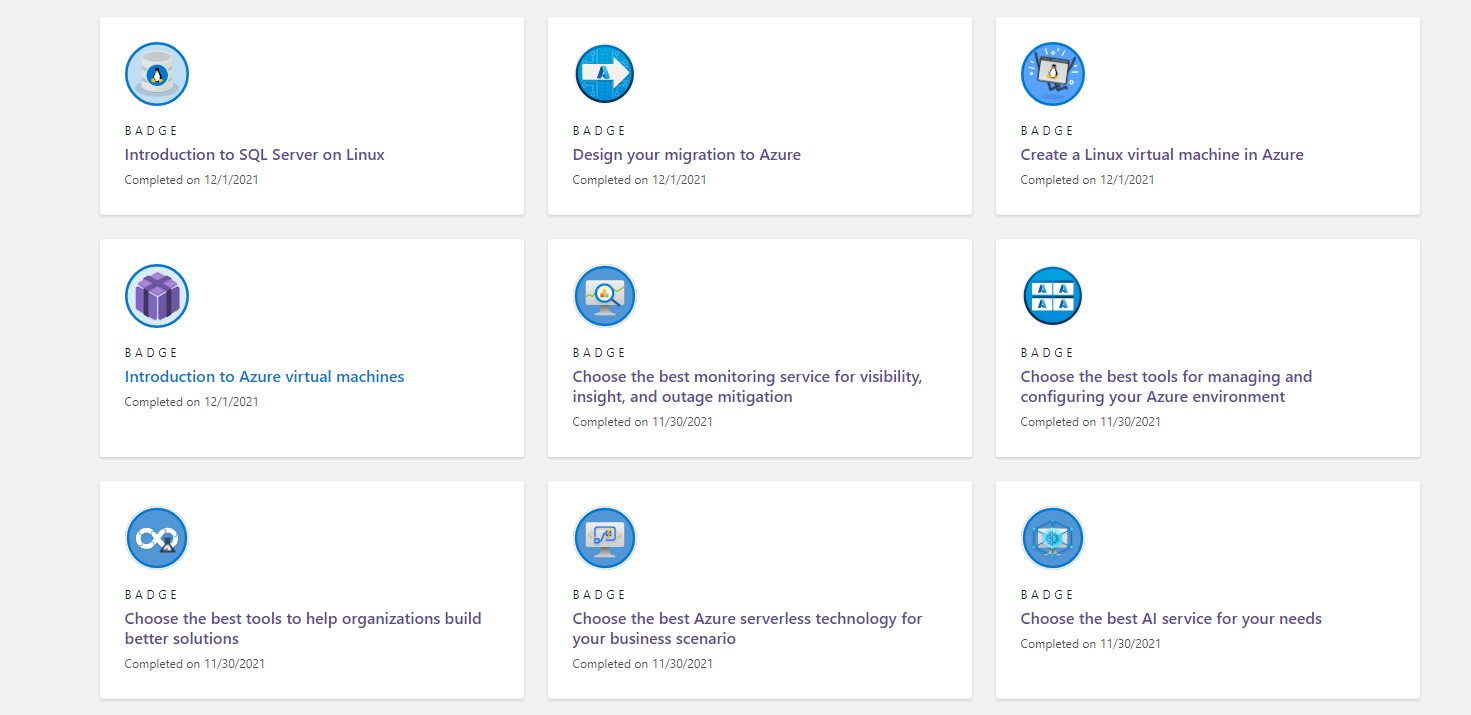 BADGE
Introduction to SQL Server on Linux
Completed on 12/1/2021
BADGE
Design your migration to Azure
Completed on 12/1/2021
BADGE
Create a Linux virtual machine in Azure
Completed on 12/1/2021
BADGE
Introduction to Azure virtual machines
Completed on 12/1/2021
BADGE
Choose the best monitoring service for visibility,
insight, and outage mitigation
Completed on 11/30/2021
BADGE
Choose the best tools for managing and
configuring your Azure environment
Completed on 11/30/2021
BADGE
Choose the best tools to help organizations build
better solutions
Completed on 11/30/2021
BADGE
Choose the best Azure serverless technology for
your business scenario
Completed on 11/30/2021
BADGE
Choose the best AI service for your needs
Completed on 11/30/2021